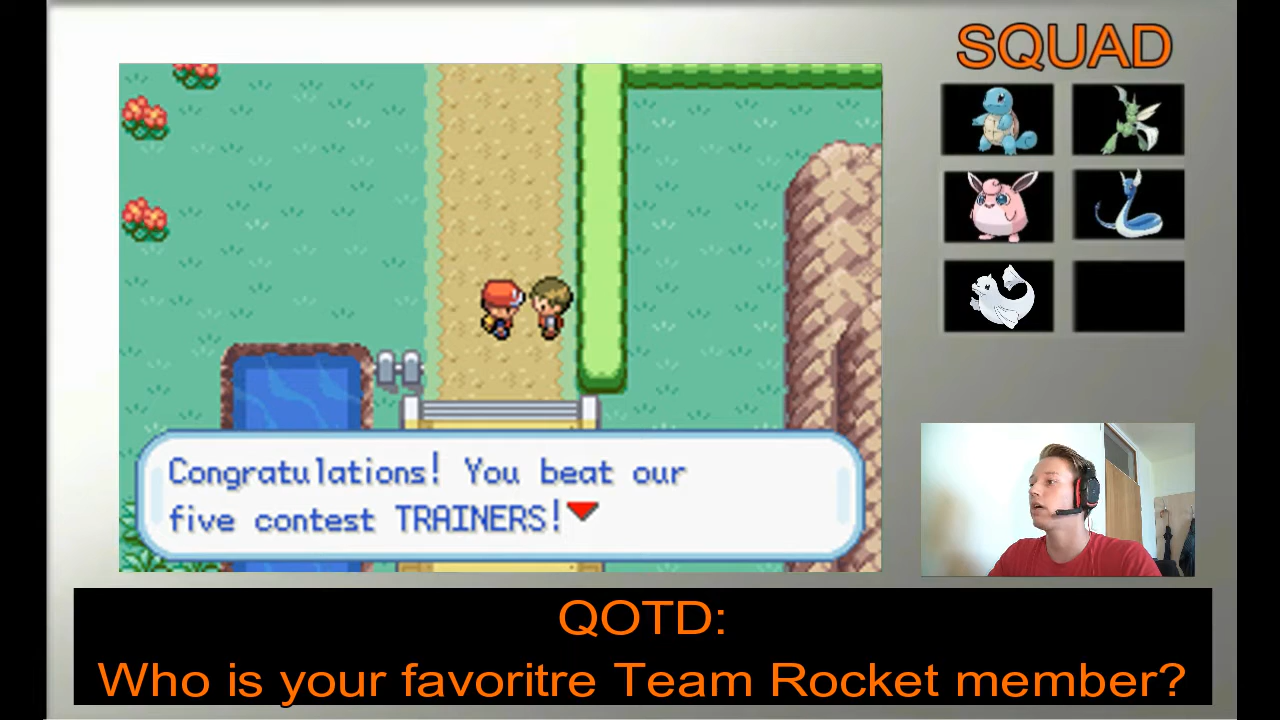 SQUAD
Congratulations! You beat our
five contest TRAINERS!
QOTD:
Who is your favoritre Team Rocket member?